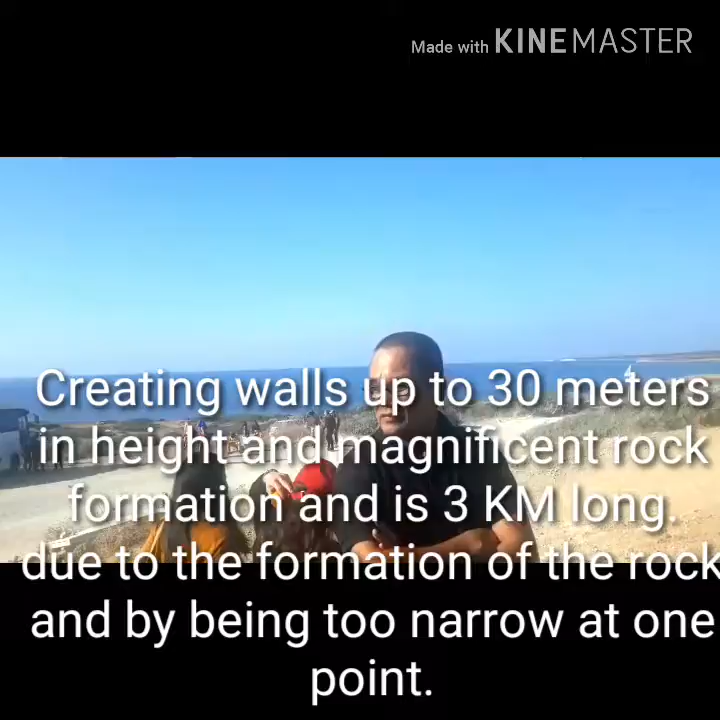 Made with KINEMASTER
Creating walls up to 30 meters
in height and magnificent rock
formation and is 3 KM long.
due to the formation of the rock
and by being too narrow at one
point.